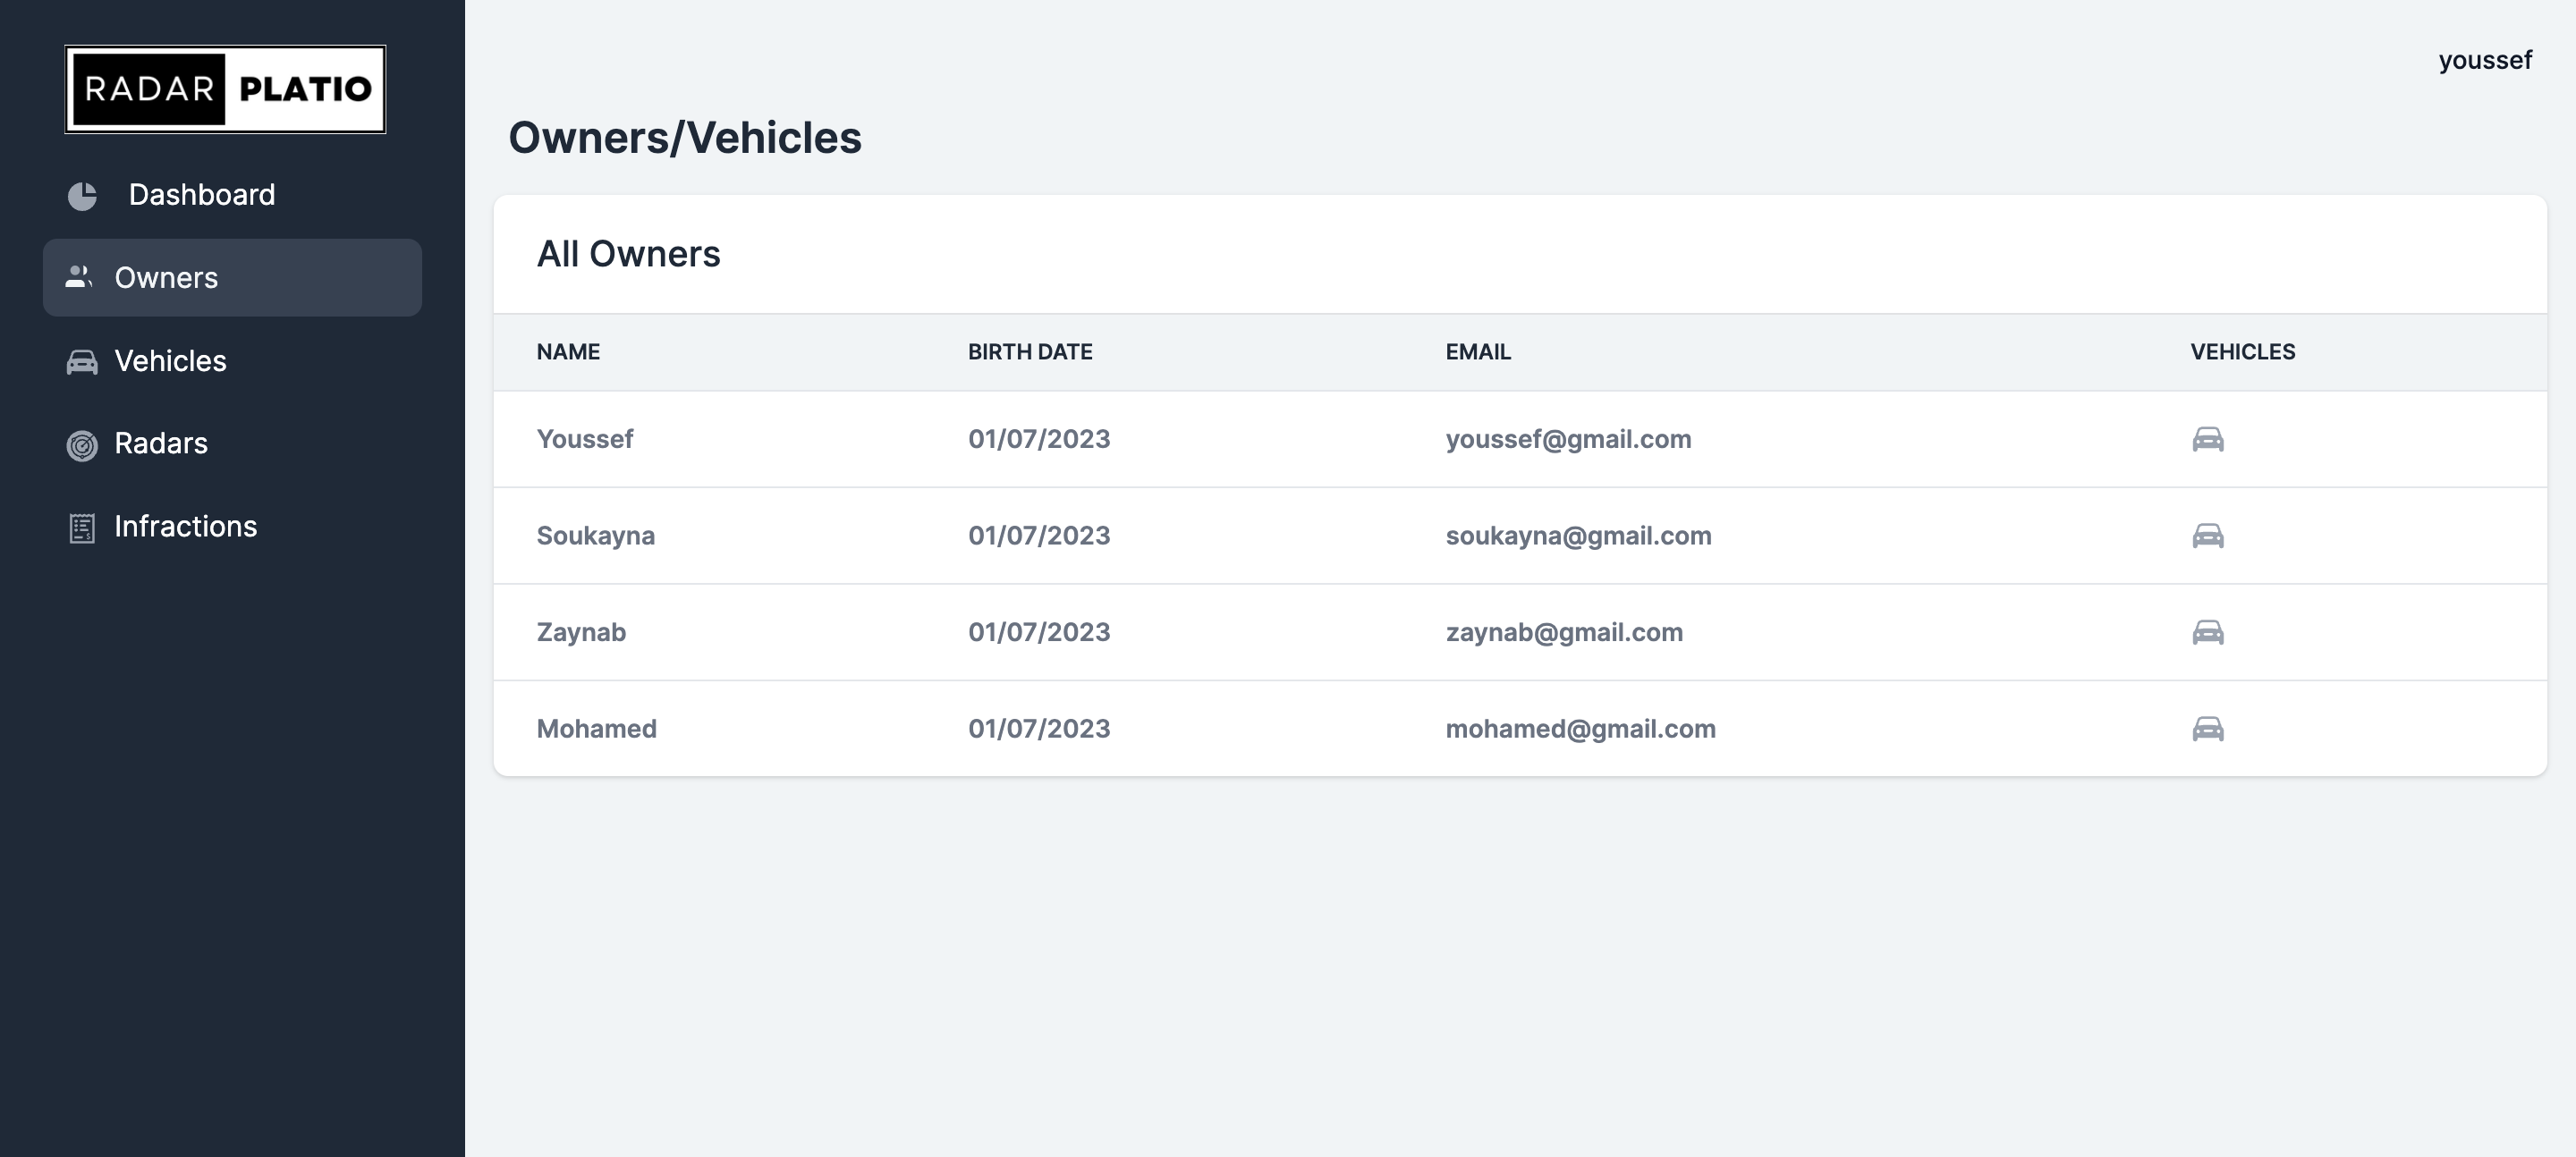 RADAR PLATIO
youssef
Dashboard
Owners
Vehicles
Radars
Infractions
Owners/Vehicles
All Owners
NAME BIRTH DATE EMAIL VEHICLES
Youssef 01/07/2023 youssef@gmail.com
Soukayna 01/07/2023 soukayna@gmail.com
Zaynab 01/07/2023 zaynab@gmail.com
Mohamed 01/07/2023 mohamed@gmail.com